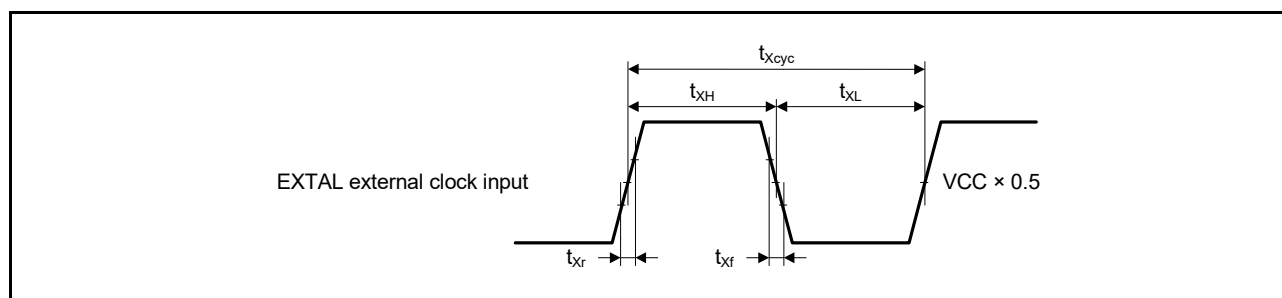 tXcyc
tXH
tXL
EXTAL external clock input
VCC × 0.5
tXr
tXf